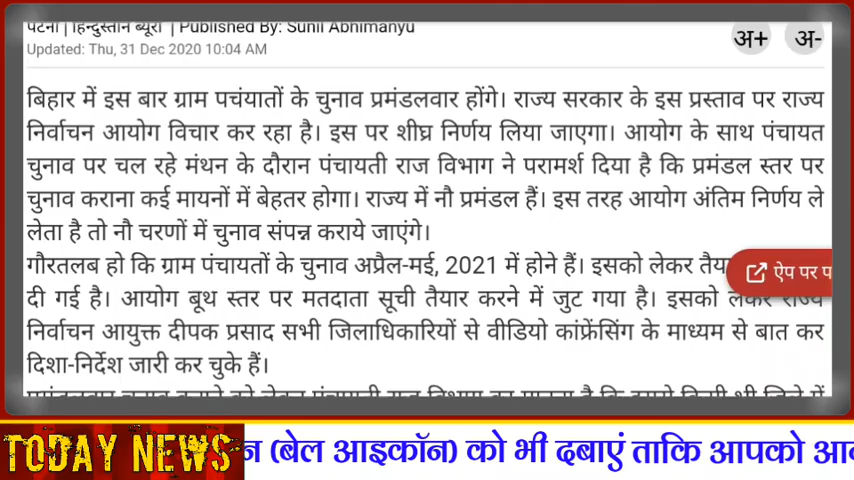 पटना | हिन्दुस्तान ब्यूरो | Published By: Sunil Abhimanyu
Updated: Thu, 31 Dec 2020 10:04 AM
अ+ अ-
बिहार में इस बार ग्राम पचंयातों के चुनाव प्रमंडलवार होंगे। राज्य सरकार के इस प्रस्ताव पर राज्य
निर्वाचन आयोग विचार कर रहा है। इस पर शीघ्र निर्णय लिया जाएगा। आयोग के साथ पंचायत
चुनाव पर चल रहे मंथन के दौरान पंचायती राज विभाग ने परामर्श दिया है कि प्रमंडल स्तर पर
चुनाव कराना कई मायनों में बेहतर होगा। राज्य में नौ प्रमंडल हैं। इस तरह आयोग अंतिम निर्णय ले
लेता है तो नौ चरणों में चुनाव संपन्न कराये जाएंगे।
गौरतलब हो कि ग्राम पंचायतों के चुनाव अप्रैल-मई, 2021 में होने हैं। इसको लेकर
ऐप पर
दी गई है। आयोग बूथ स्तर पर मतदाता सूची तैयार करने में जुट गया है। इसको लेकर राज्य
निर्वाचन आयुक्त दीपक प्रसाद सभी जिलाधिकारियों से वीडियो कांफ्रेंसिंग के माध्यम से बात कर
दिशा-निर्देश जारी कर चुके हैं।
TODAY NEWS
(बेल आइकॉन) को भी दबाएं ताकि आपको